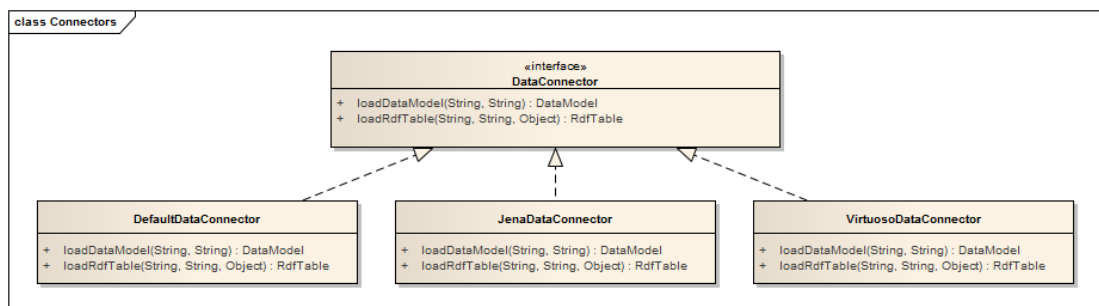 class Connectors
«interface»
DataConnector
+ loadDataModel(String, String) : DataModel
+ loadRdfTable(String, String, Object) : RdfTable
DefaultDataConnector
+ loadDataModel(String, String) : DataModel
+ loadRdfTable(String, String, Object) : RdfTable
JenaDataConnector
+ loadDataModel(String, String) : DataModel
+ loadRdfTable(String, String, Object) : RdfTable
VirtuosoDataConnector
+ loadDataModel(String, String) : DataModel
+ loadRdfTable(String, String, Object) : RdfTable